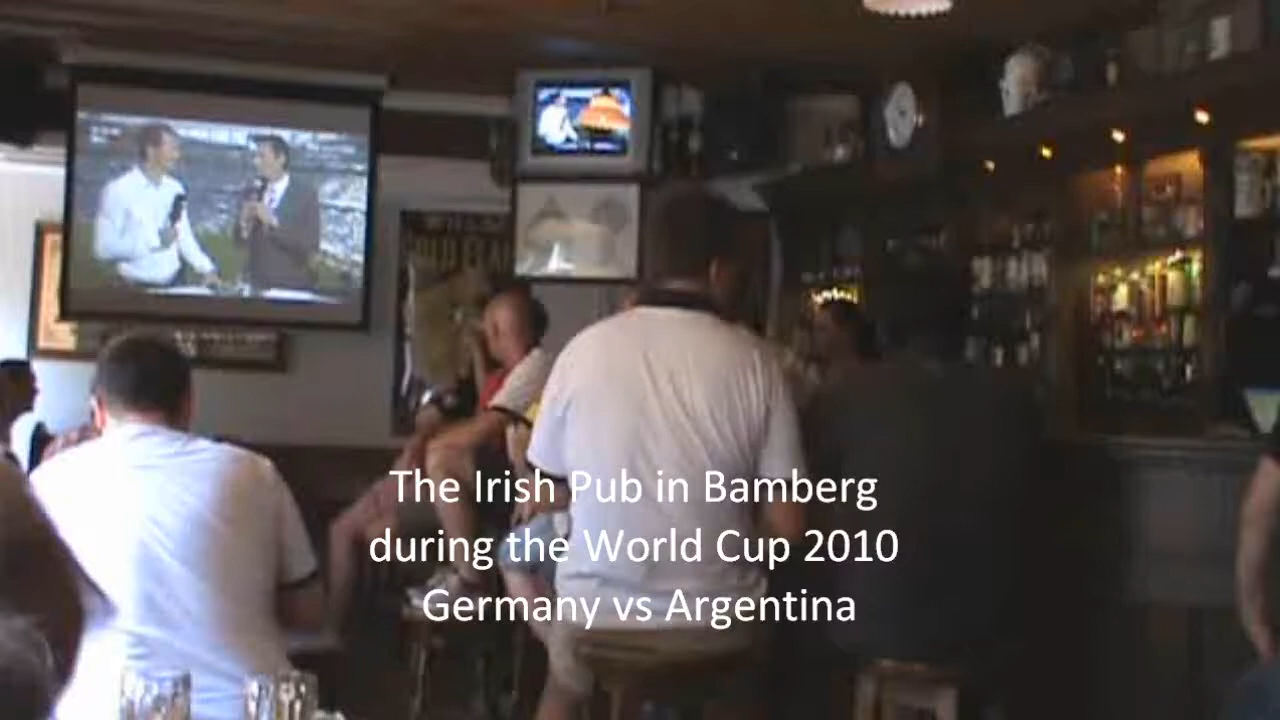 The Irish Pub in Bamberg
during the World Cup 2010
Germany vs Argentina